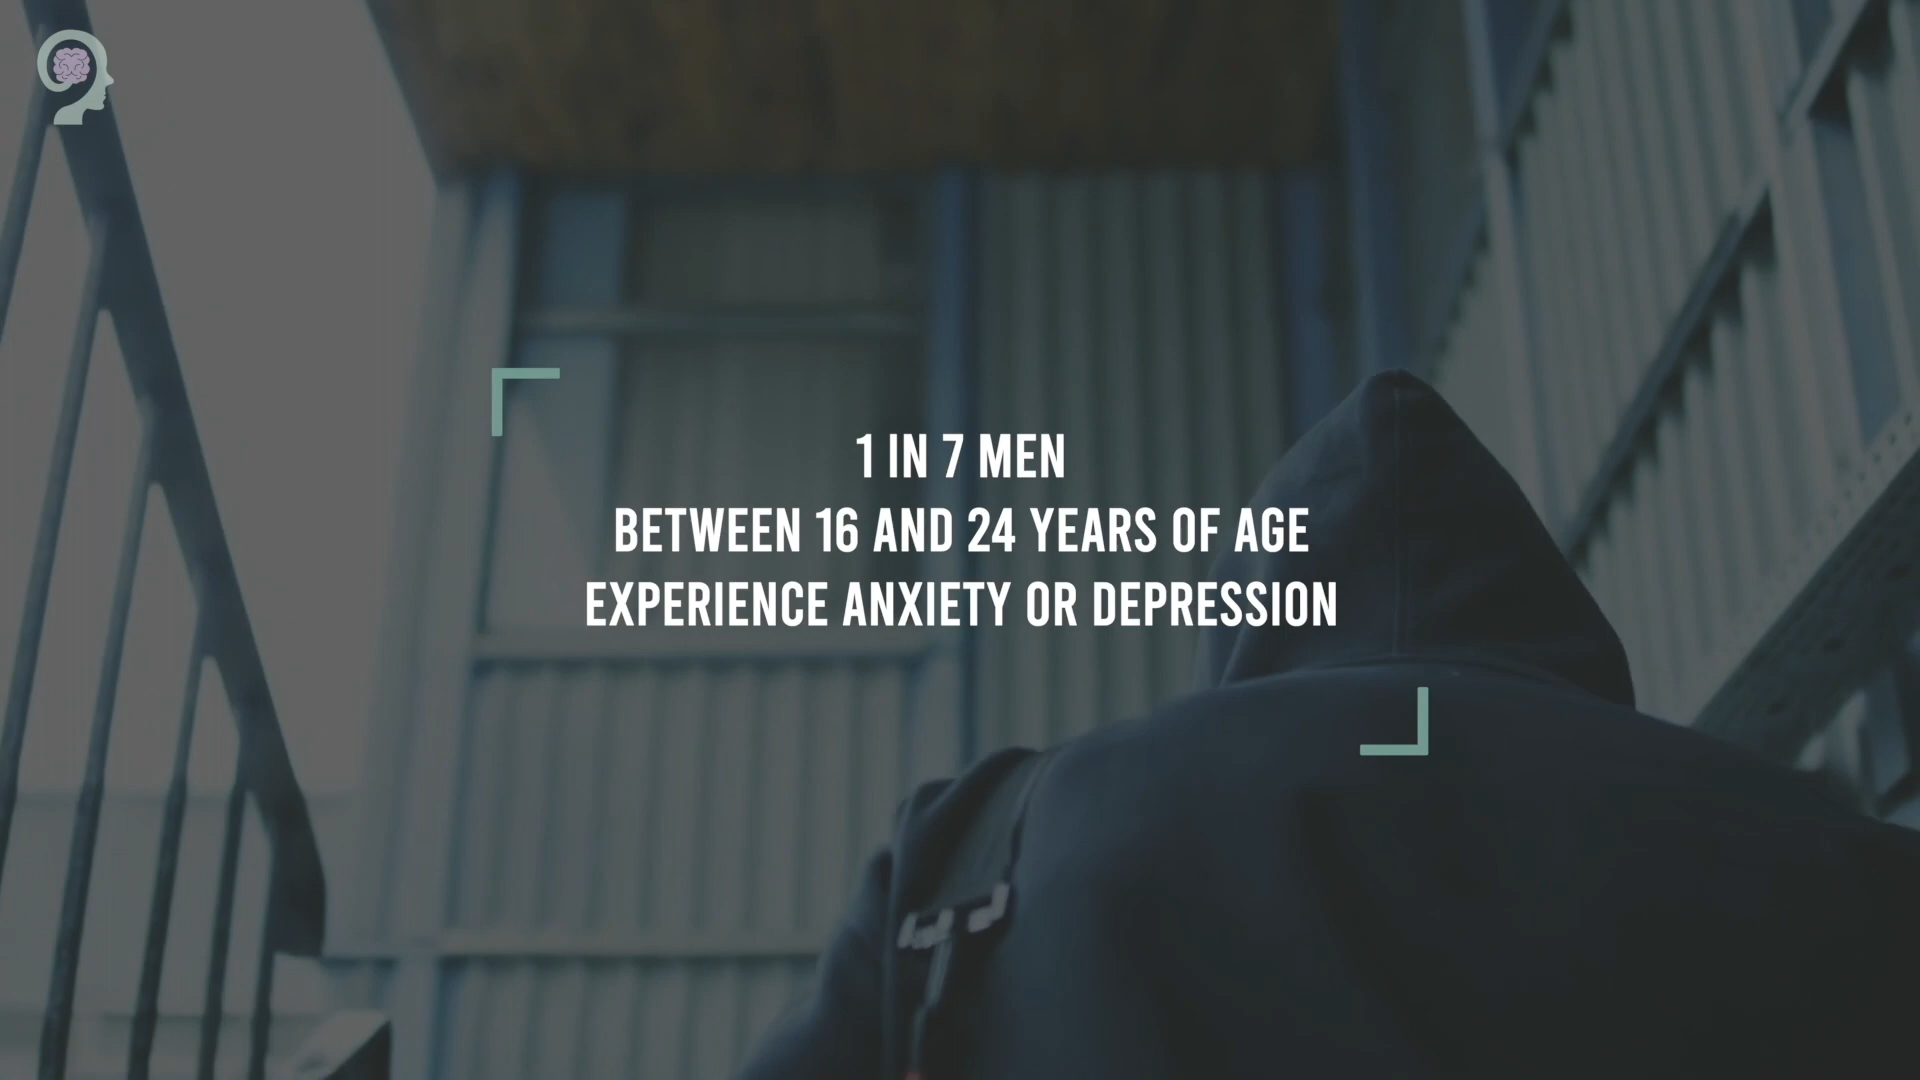 1 IN 7 MEN
BETWEEN 16 AND 24 YEARS OF AGE
EXPERIENCE ANXIETY OR DEPRESSION